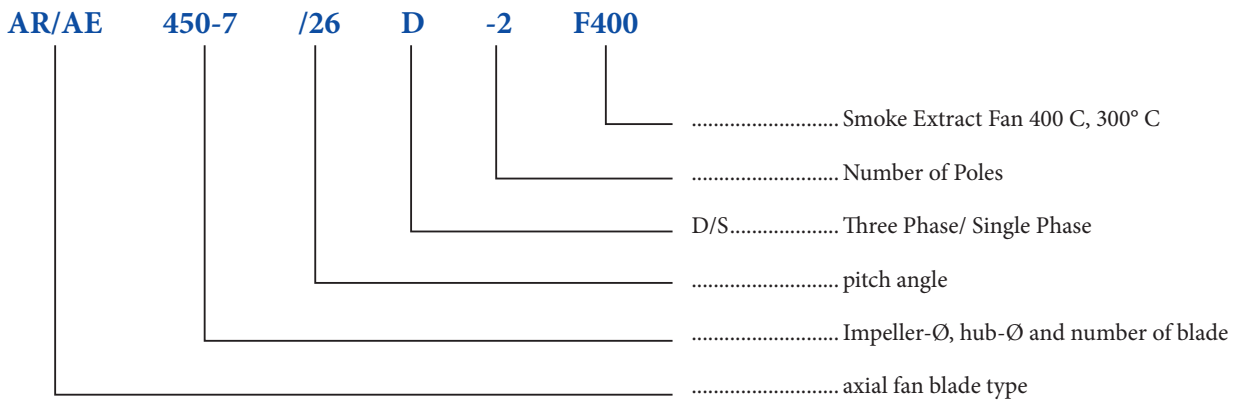 AR/AE 450-7 /26 D -2 F400
........................... Smoke Extract Fan 400 C, 300° C
........................... Number of Poles
D/S.................... Three Phase/ Single Phase
........................... pitch angle
........................... Impeller-Ø, hub-Ø and number of blade
........................... axial fan blade type